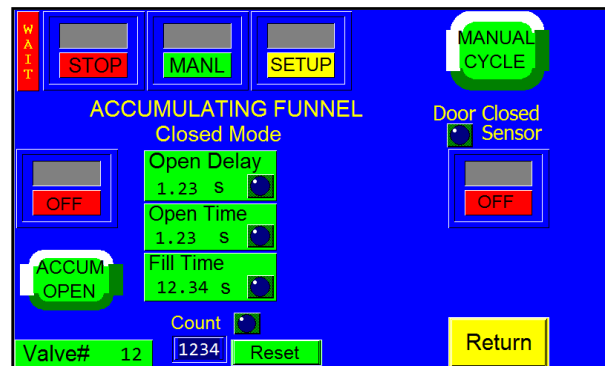 WAIT
STOP
MANL
SETUP
MANUAL
CYCLE
ACCUMULATING FUNNEL
Closed Mode
Door Closed
Sensor
OFF
Open Delay
1.23 s
Open Time
1.23 s
Fill Time
12.34 s
OFF
ACCUM
OPEN
Count
1234
Reset
Valve# 12
Return